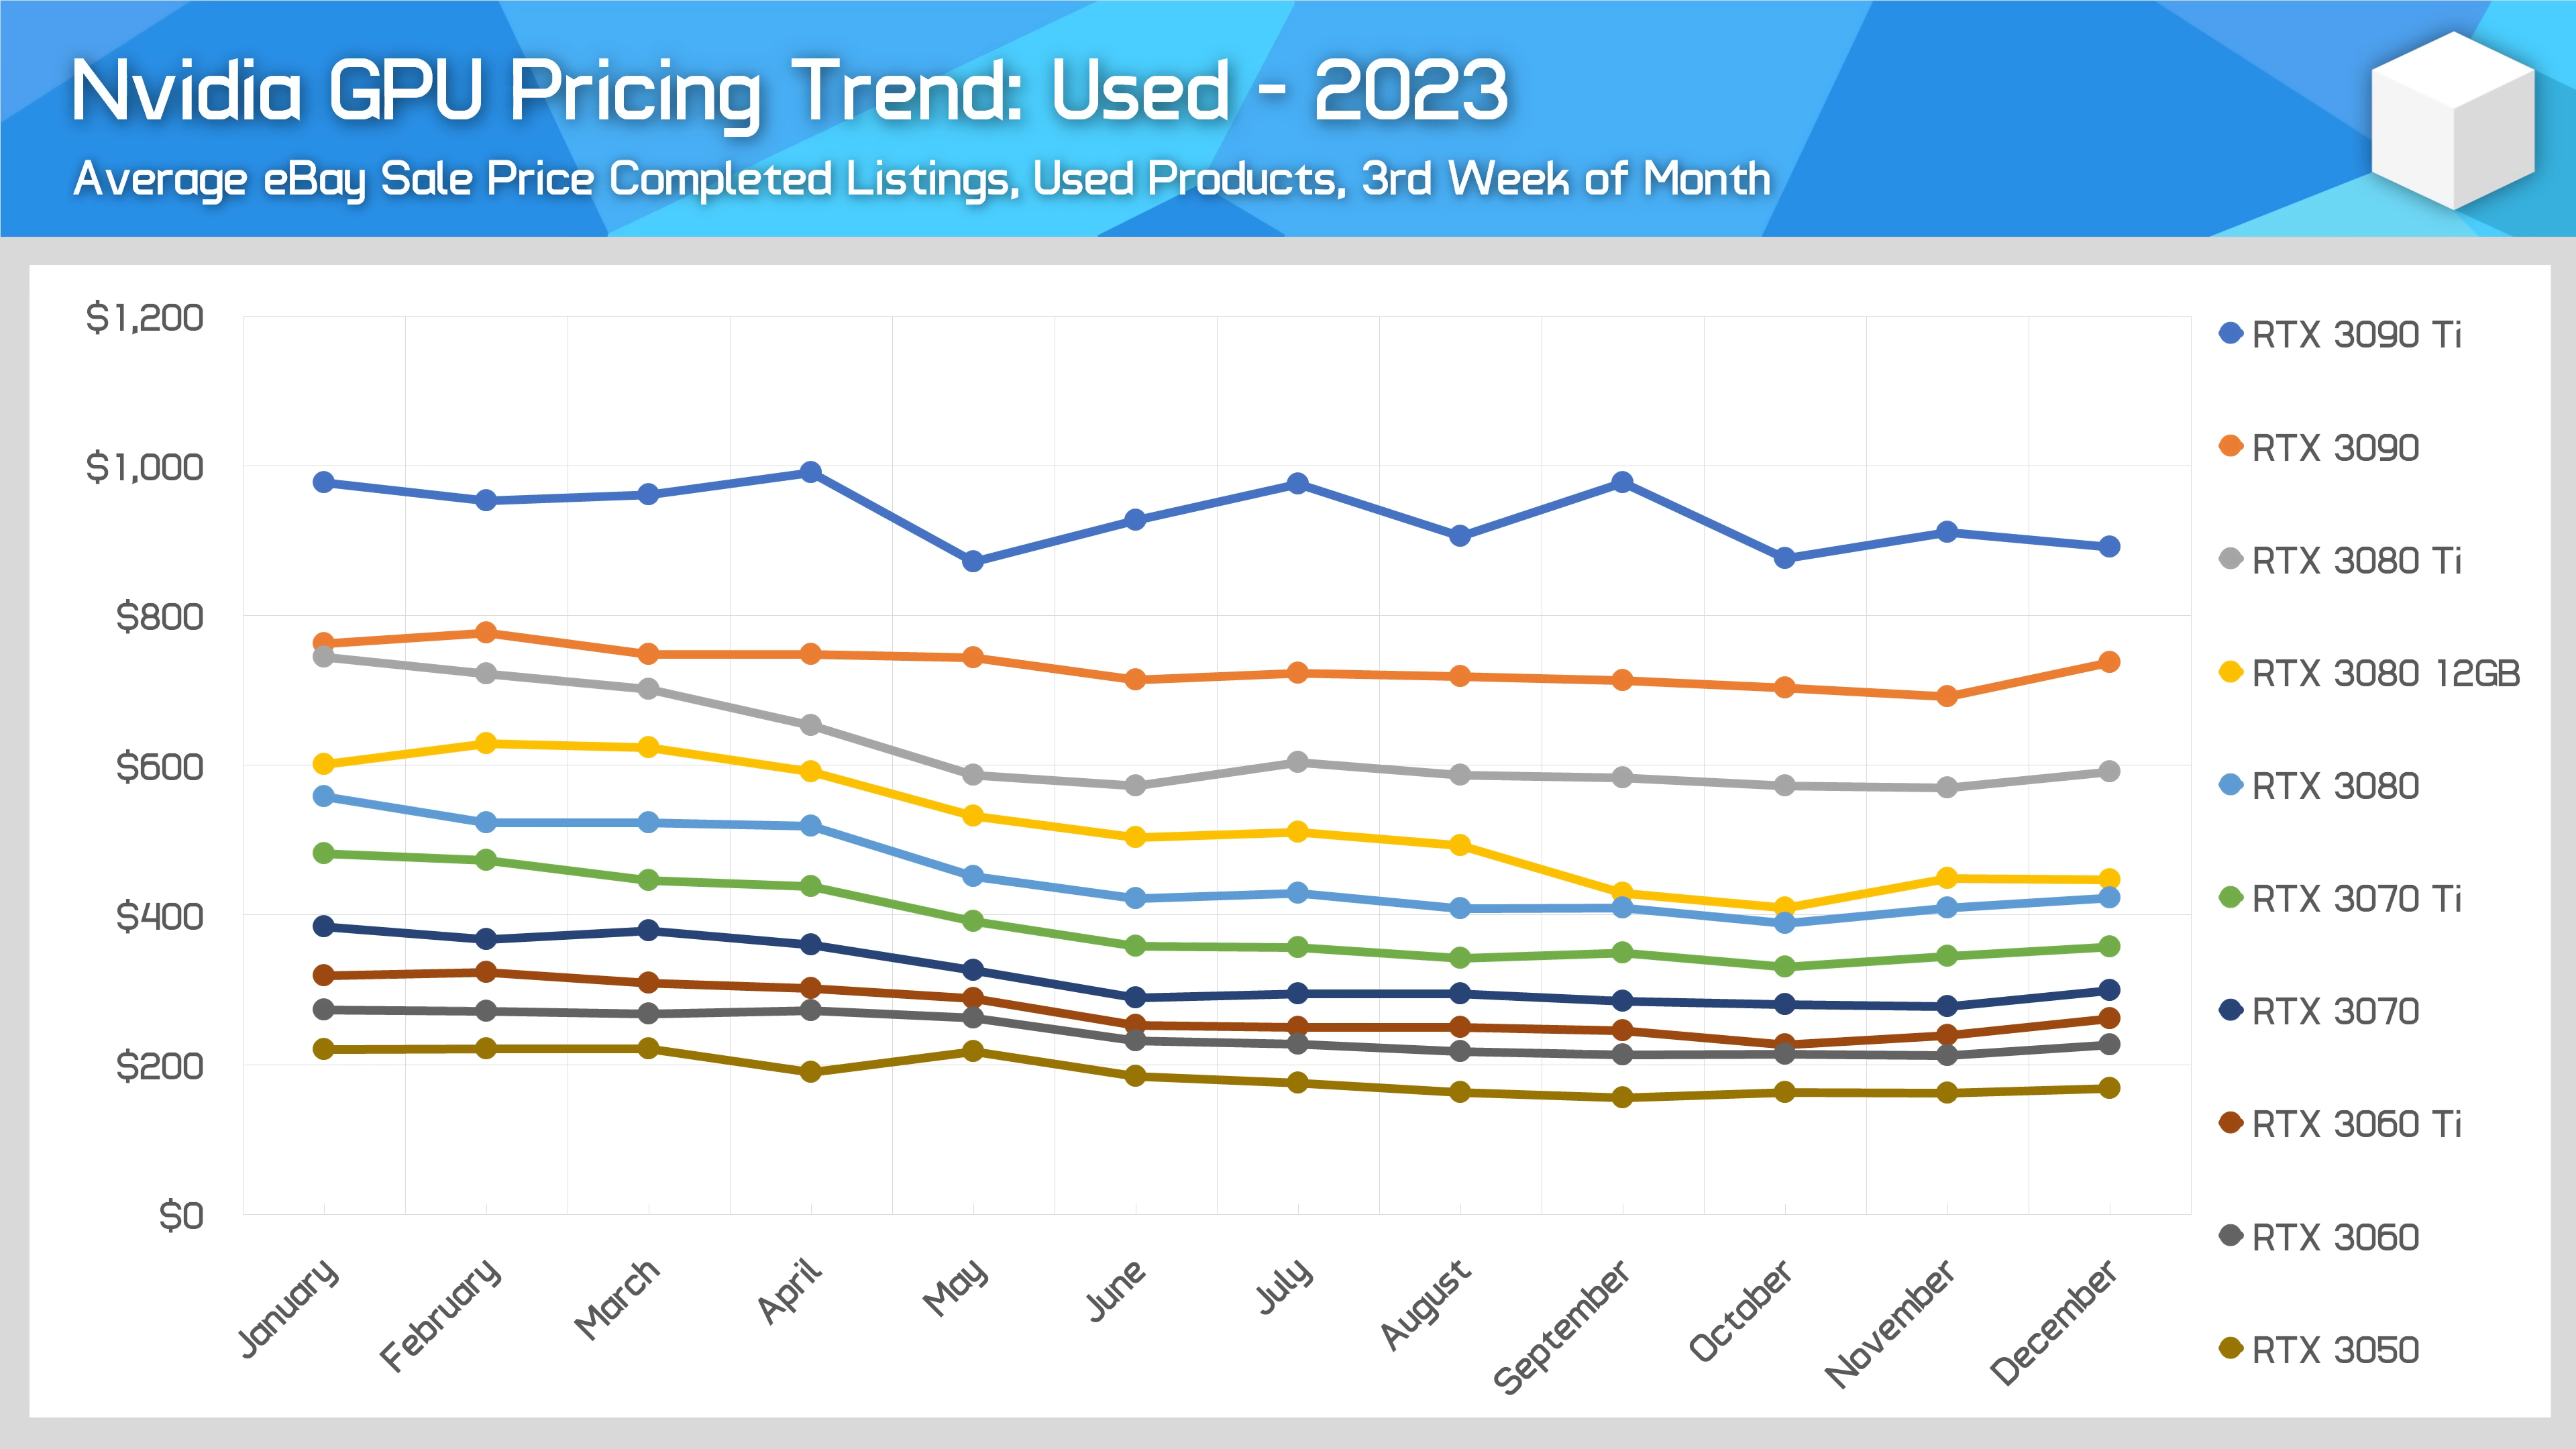 Nvidia GPU Pricing Trend: Used - 2023
Average eBay Sale Price Completed Listings, Used Products, 3rd Week of Month
$1,200
$1,000
$800
$600
$400
$200
$0
January
February
March
April
May
June
July
August
September
October
November
December
RTX 3090 Ti
RTX 3090
RTX 3080 Ti
RTX 3080 12GB
RTX 3080
RTX 3070 Ti
RTX 3070
RTX 3060 Ti
RTX 3060
RTX 3050